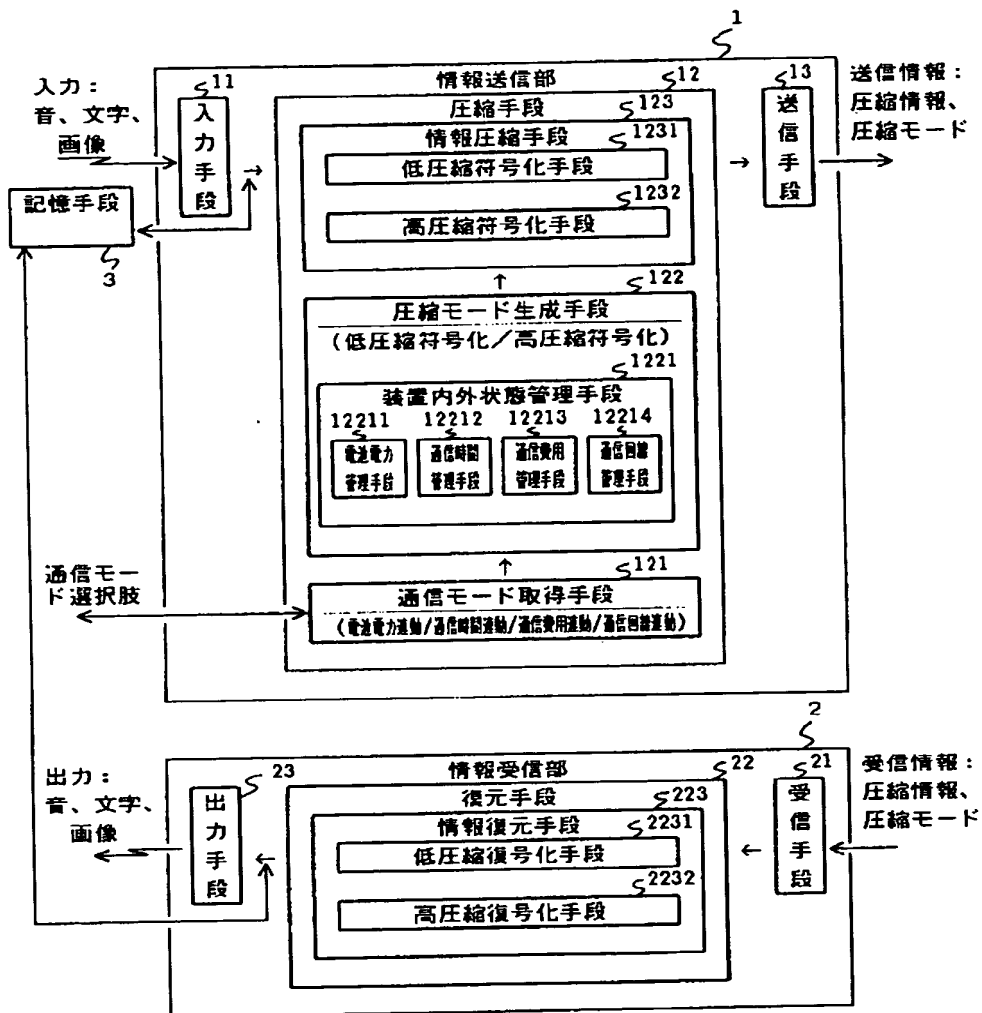 1
入力：
音、文字、
画像
情報送信部
11
入力手段
12
圧縮手段
123
情報圧縮手段
1231
低圧縮符号化手段
1232
高圧縮符号化手段
13
送信手段
送信情報：
圧縮情報、
圧縮モード
記憶手段
3
↑
122
圧縮モード生成手段
(低圧縮符号化／高圧縮符号化)
1221
装置内外状態管理手段
12211
12212
12213
12214
電池電力
管理手段
通信時間
管理手段
通信費用
管理手段
通信回線
管理手段
↑
121
通信モード取得手段
(電池電力連動/通信時間連動/通信費用連動/通信回線連動)
通信モー
ド選択肢
2
出力：
音、文字、
画像
情報受信部
23
出力手段
22
復元手段
223
情報復元手段
2231
低圧縮復号化手段
2232
高圧縮復号化手段
21
受信手段
受信情報：
圧縮情報、
圧縮モード